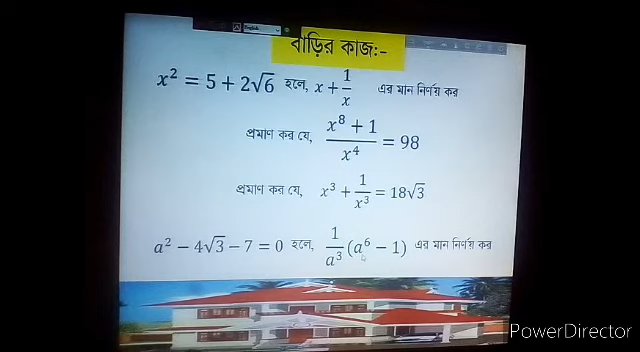 English
বাড়ির কাজ:-
x² = 5 + 2√6 হলে, x + 1/x এর মান নির্ণয় কর
প্রমাণ কর যে, (x⁸ + 1)/x⁴ = 98
প্রমাণ কর যে, x³ + 1/x³ = 18√3
a² − 4√3 − 7 = 0 হলে, 1/a³ (a⁶ − 1) এর মান নির্ণয় কর
PowerDirector